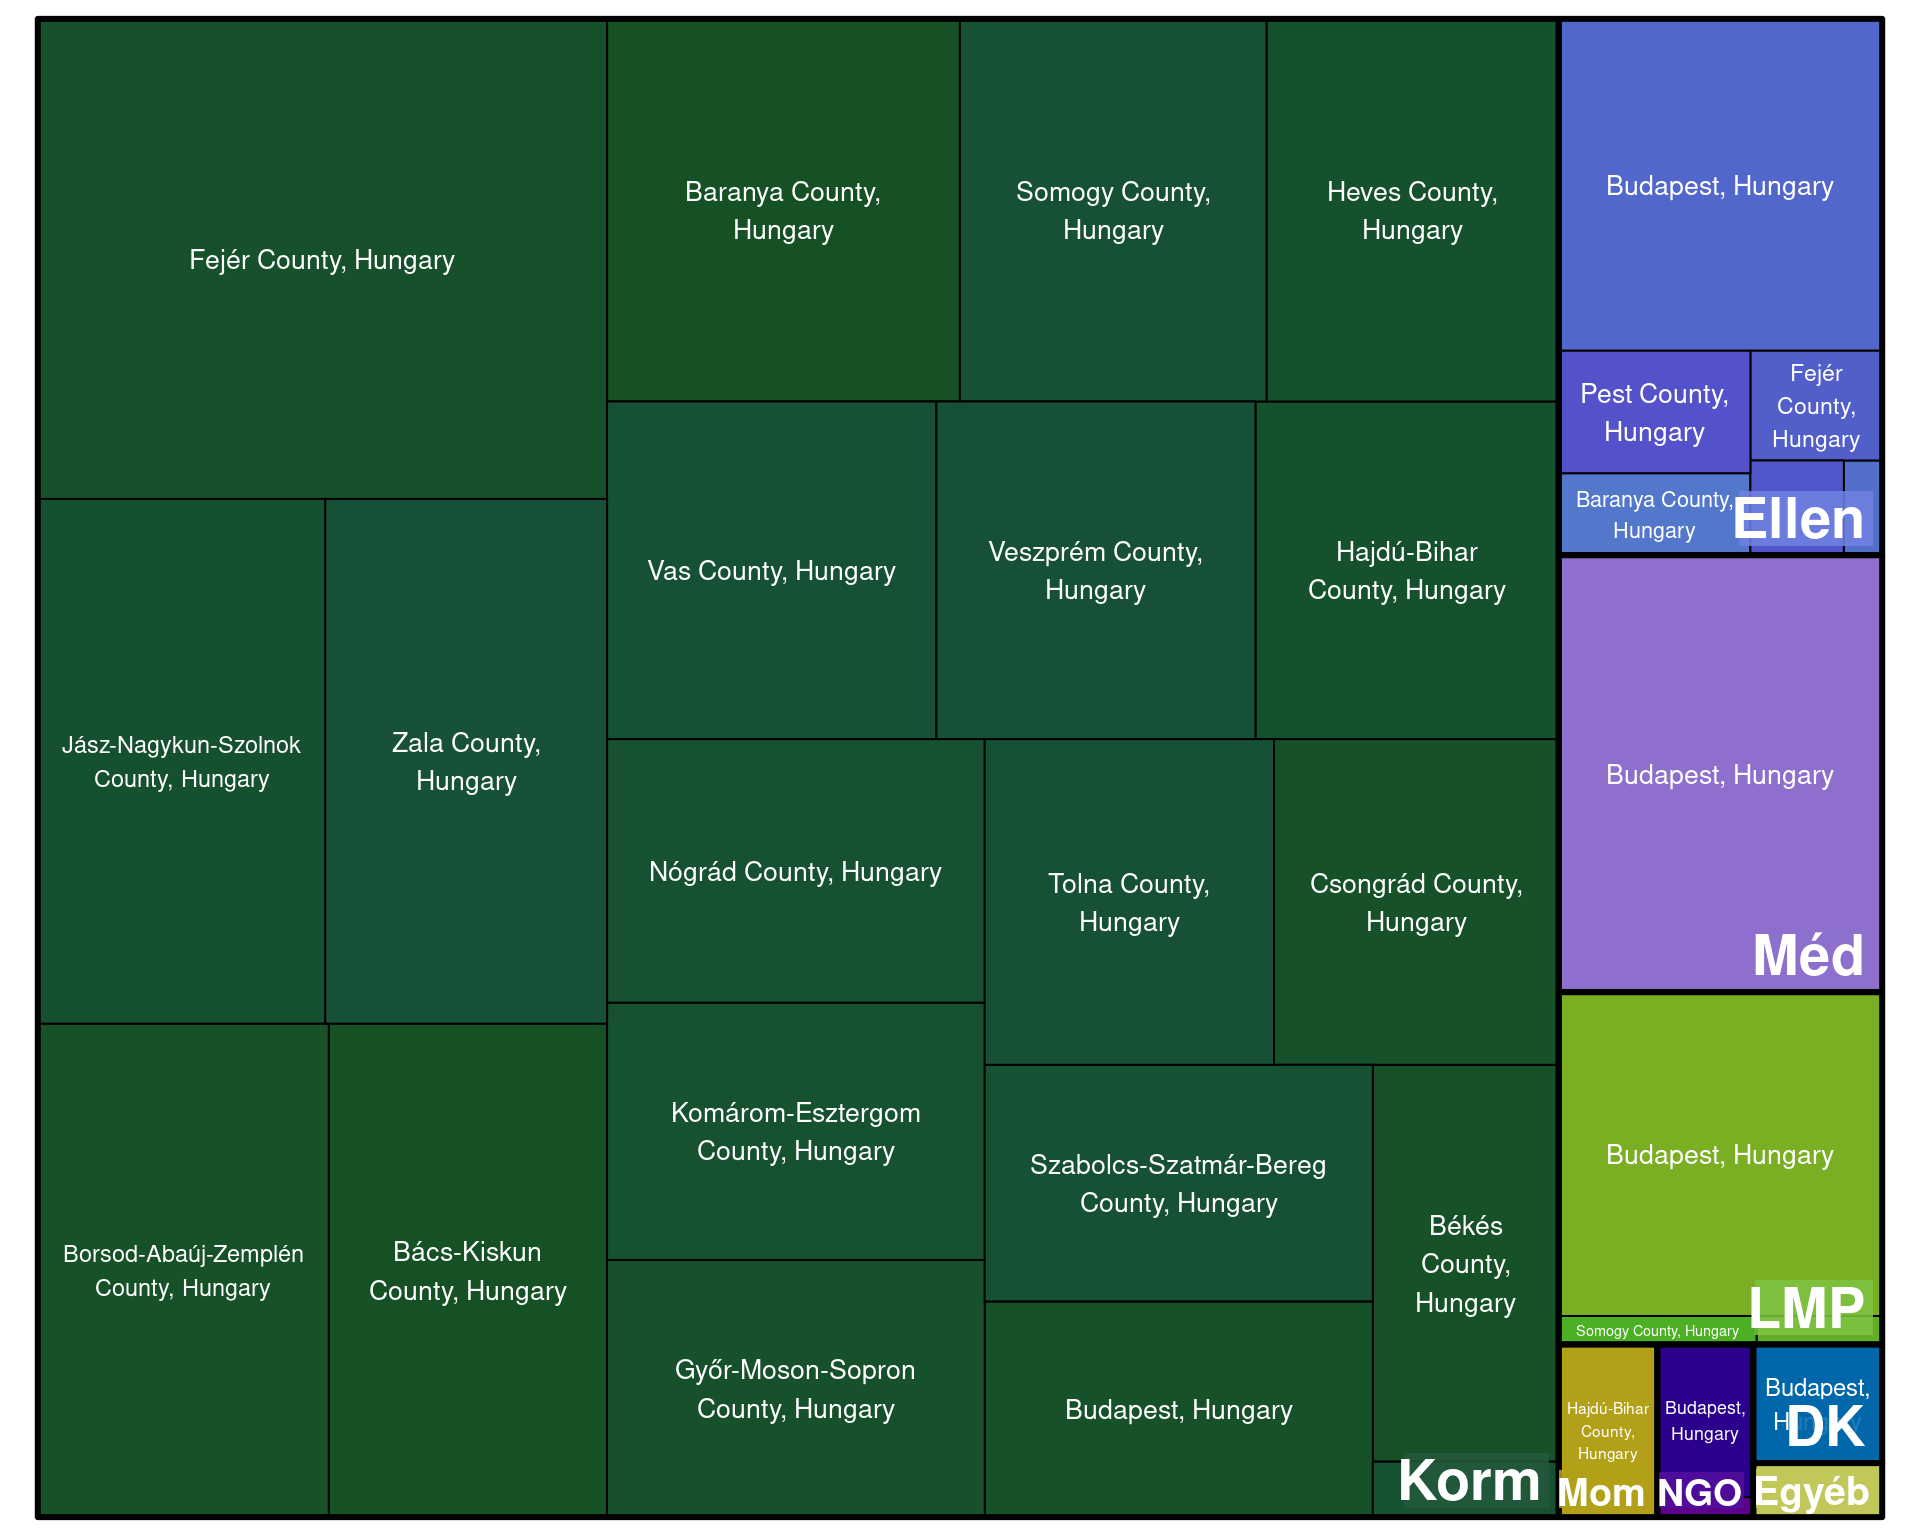 Fejér County, Hungary
Baranya County,
Hungary
Somogy County,
Hungary
Heves County,
Hungary
Jász-Nagykun-Szolnok
County, Hungary
Zala County,
Hungary
Vas County, Hungary
Veszprém County,
Hungary
Hajdú-Bihar
County, Hungary
Nógrád County, Hungary
Tolna County,
Hungary
Csongrád County,
Hungary
Borsod-Abaúj-Zemplén
County, Hungary
Bács-Kiskun
County, Hungary
Komárom-Esztergom
County, Hungary
Szabolcs-Szatmár-Bereg
County, Hungary
Békés
County,
Hungary
Győr-Moson-Sopron
County, Hungary
Budapest, Hungary
Korm
Budapest, Hungary
Pest County,
Hungary
Fejér
County,
Hungary
Baranya County,
Hungary
Ellen
Budapest, Hungary
Méd
Budapest, Hungary
LMP
Somogy County, Hungary
Hajdú-Bihar
County,
Hungary
Mom
Budapest,
Hungary
NGO
Budapest,
Hungary
DK
Egyéb